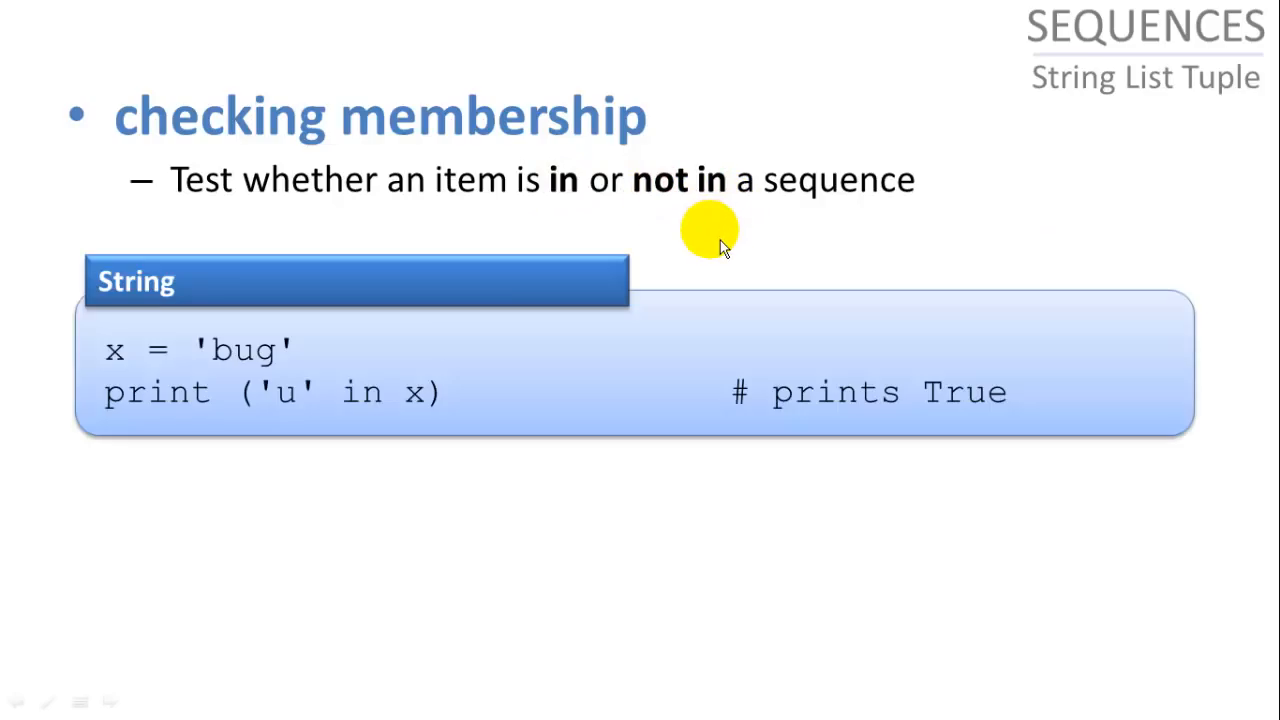 SEQUENCES
String List Tuple
• checking membership
– Test whether an item is in or not in a sequence
String
x = 'bug'
print ('u' in x) # prints True